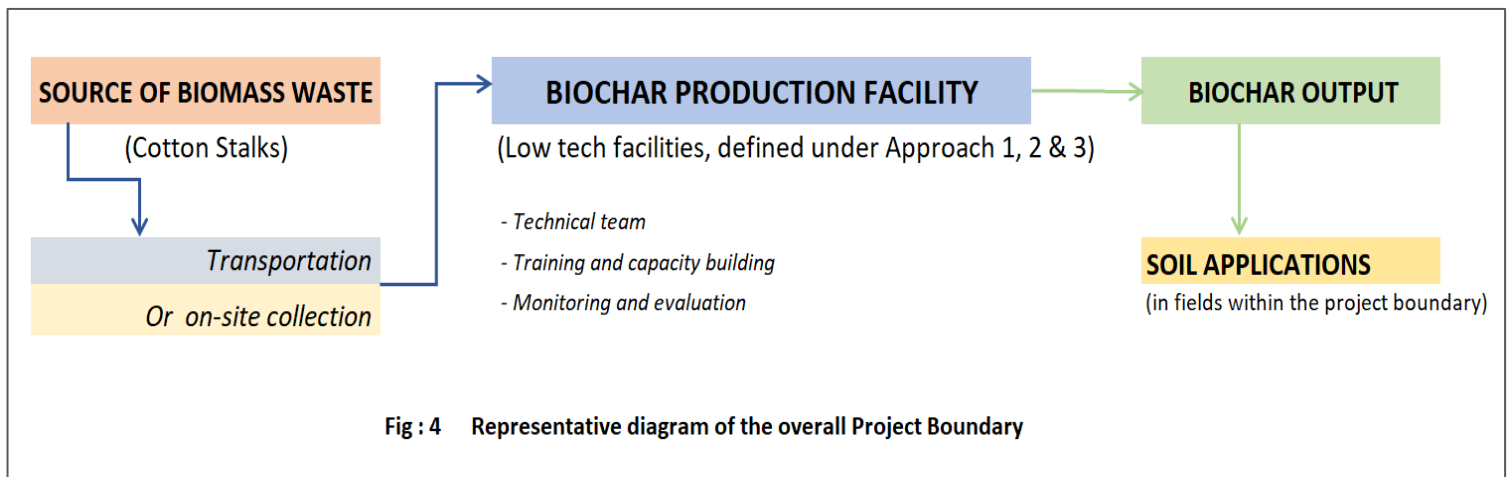 SOURCE OF BIOMASS WASTE
(Cotton Stalks)
Transportation
Or on-site collection
BIOCHAR PRODUCTION FACILITY
(Low tech facilities, defined under Approach 1, 2 & 3)
- Technical team
- Training and capacity building
- Monitoring and evaluation
BIOCHAR OUTPUT
SOIL APPLICATIONS
(in fields within the project boundary)
Fig : 4 Representative diagram of the overall Project Boundary